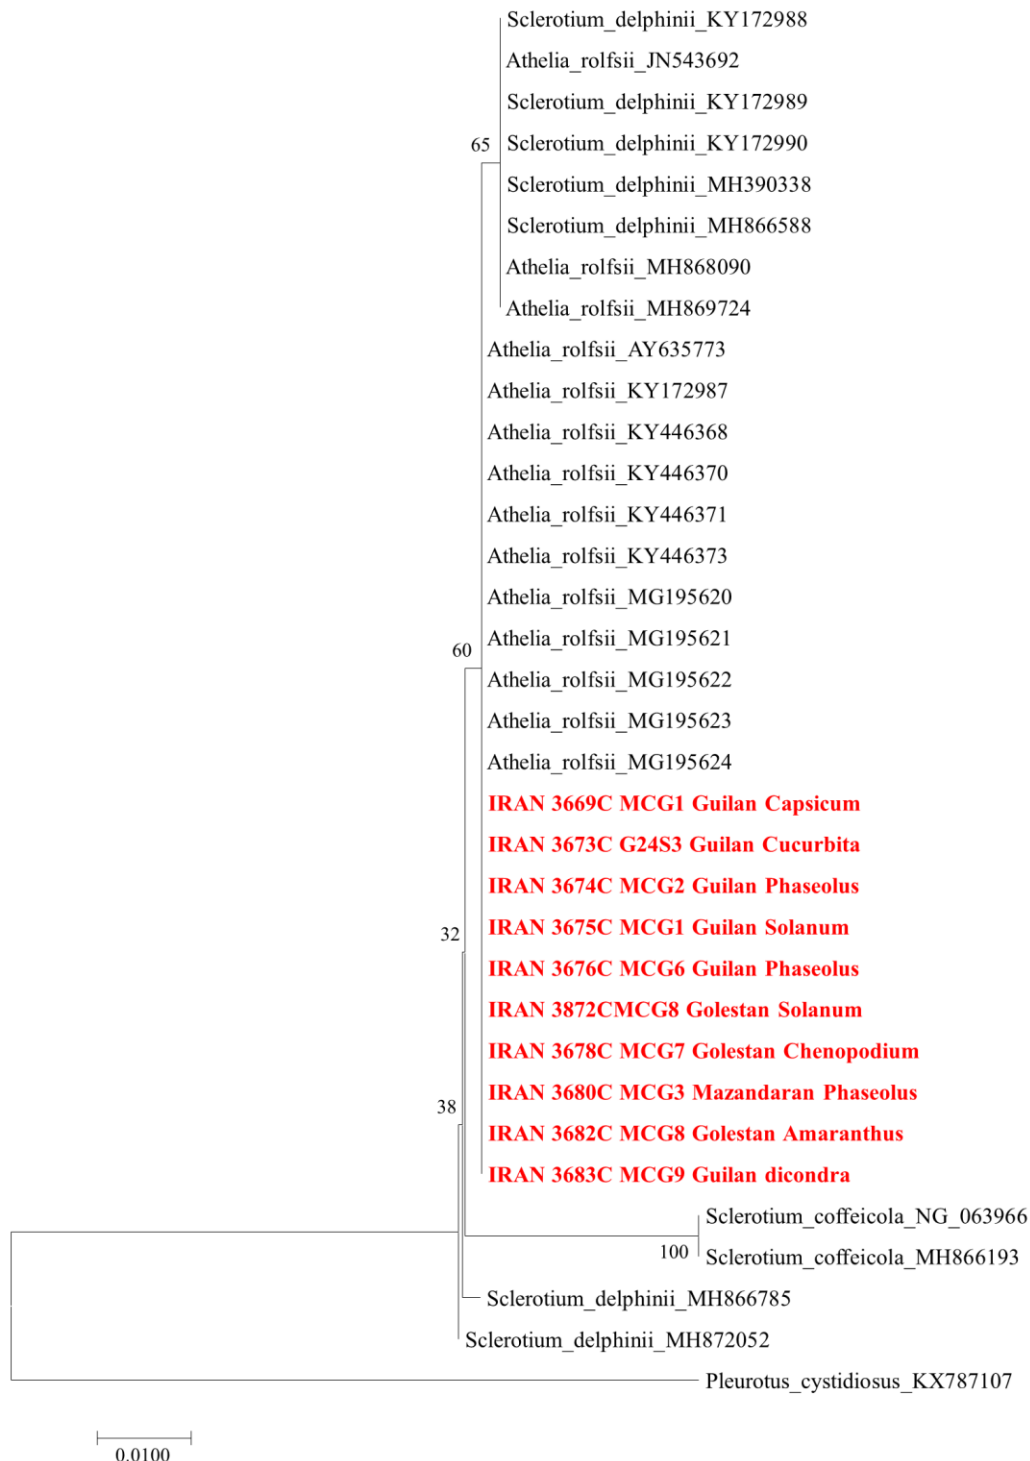 Sclerotium_delphinii_KY172988
Athelia_rolfsii_JN543692
Sclerotium_delphinii_KY172989
65
Sclerotium_delphinii_KY172990
Sclerotium_delphinii_MH390338
Sclerotium_delphinii_MH866588
Athelia_rolfsii_MH868090
Athelia_rolfsii_MH869724
Athelia_rolfsii_AY635773
Athelia_rolfsii_KY172987
Athelia_rolfsii_KY446368
Athelia_rolfsii_KY446370
Athelia_rolfsii_KY446371
Athelia_rolfsii_KY446373
Athelia_rolfsii_MG195620
Athelia_rolfsii_MG195621
60
Athelia_rolfsii_MG195622
Athelia_rolfsii_MG195623
Athelia_rolfsii_MG195624
IRAN 3669C MCG1 Guilan Capsicum
IRAN 3673C G24S3 Guilan Cucurbita
IRAN 3674C MCG2 Guilan Phaseolus
IRAN 3675C MCG1 Guilan Solanum
32
IRAN 3676C MCG6 Guilan Phaseolus
IRAN 3872CMCG8 Golestan Solanum
IRAN 3678C MCG7 Golestan Chenopodium
IRAN 3680C MCG3 Mazandaran Phaseolus
38
IRAN 3682C MCG8 Golestan Amaranthus
IRAN 3683C MCG9 Guilan dicondra
Sclerotium_coffeicola_NG_063966
100
Sclerotium_coffeicola_MH866193
Sclerotium_delphinii_MH866785
Sclerotium_delphinii_MH872052
Pleurotus_cystidiosus_KX787107
0.0100